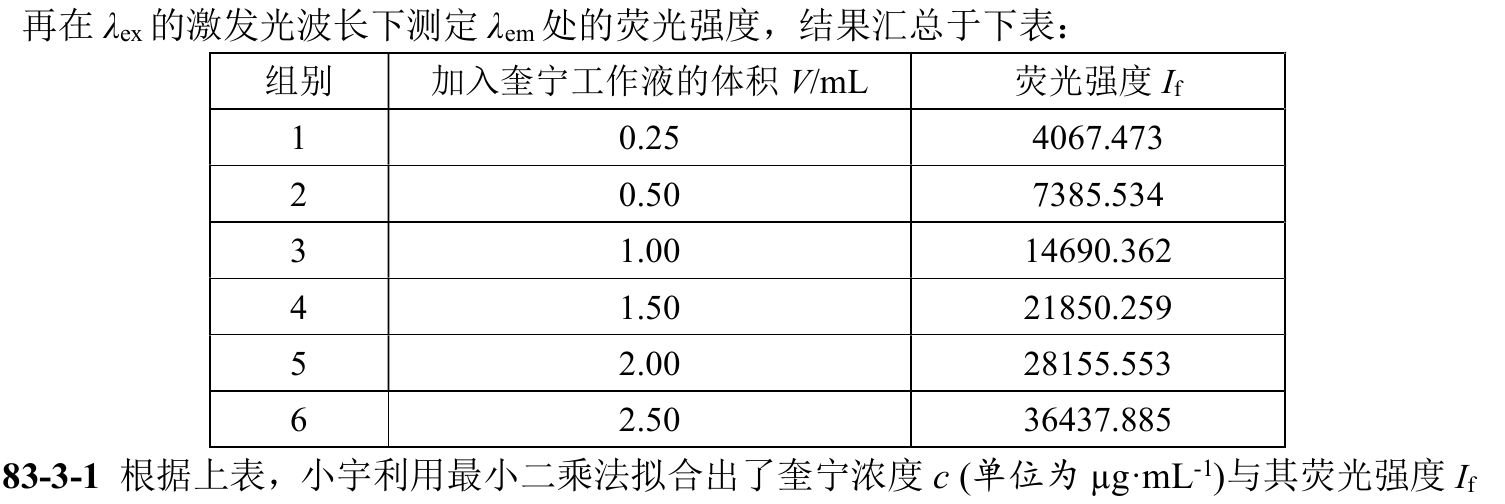 再在 λex 的激发光波长下测定 λem 处的荧光强度，结果汇总于下表：
组别 加入奎宁工作液的体积 V/mL 荧光强度 If
1 0.25 4067.473
2 0.50 7385.534
3 1.00 14690.362
4 1.50 21850.259
5 2.00 28155.553
6 2.50 36437.885
83-3-1 根据上表，小宇利用最小二乘法拟合出了奎宁浓度 c (单位为 μg·mL-1)与其荧光强度 If